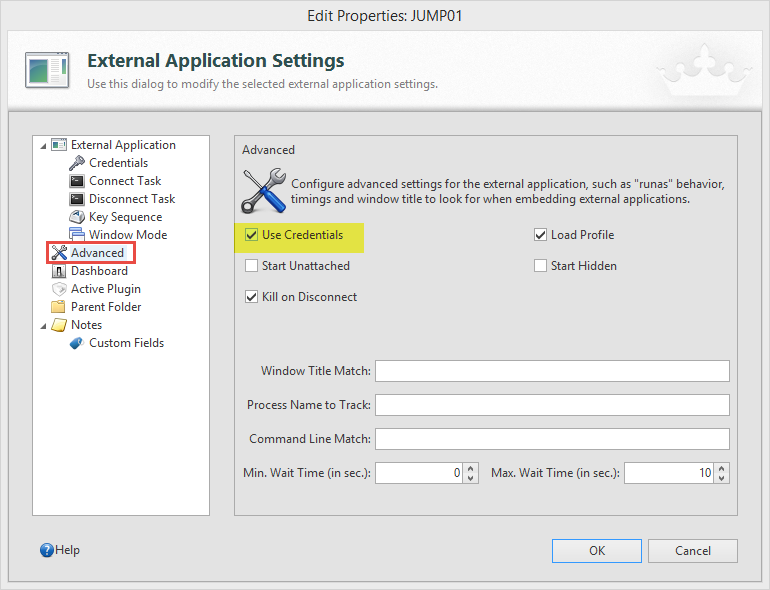 Edit Properties: JUMP01
External Application Settings
Use this dialog to modify the selected external application settings.
External Application
Credentials
Connect Task
Disconnect Task
Key Sequence
Window Mode
Advanced
Dashboard
Active Plugin
Parent Folder
Notes
Custom Fields
Advanced
Configure advanced settings for the external application, such as "runas" behavior,
timings and window title to look for when embedding external applications.
Use Credentials
Load Profile
Start Unattached
Start Hidden
Kill on Disconnect
Window Title Match:
Process Name to Track:
Command Line Match:
Min. Wait Time (in sec.): 0 Max. Wait Time (in sec.): 10
Help
OK
Cancel